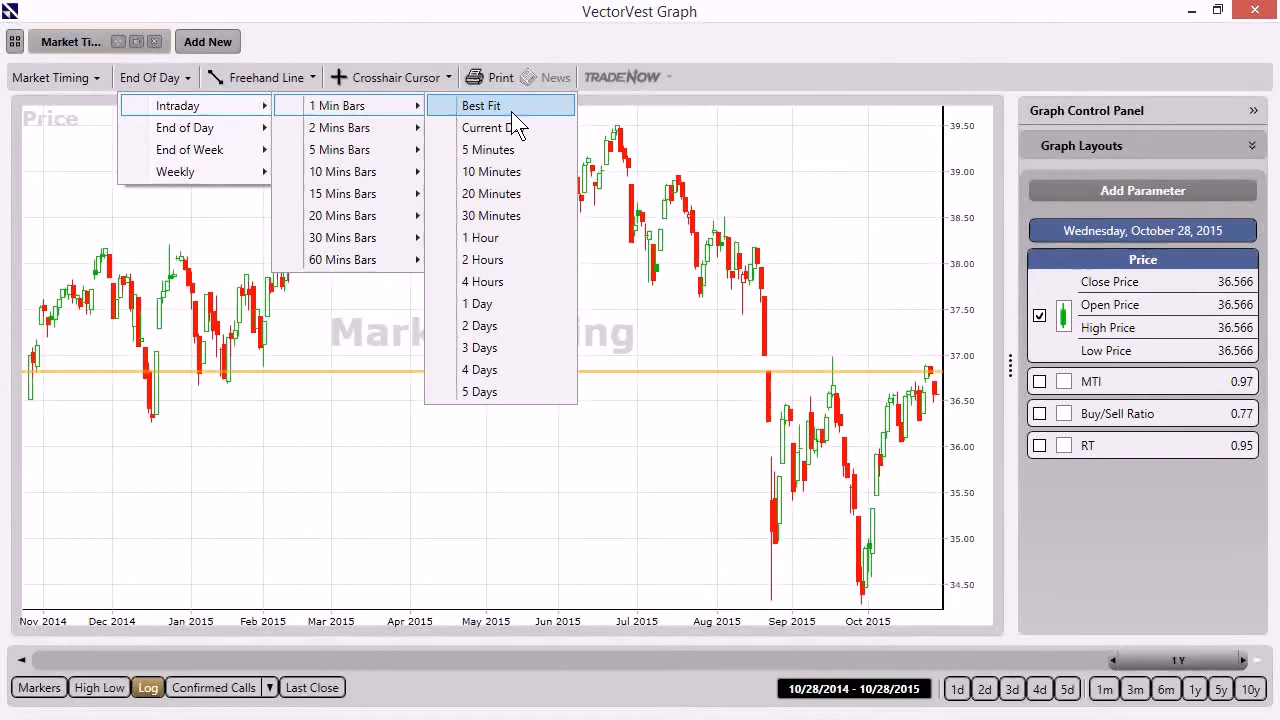 VectorVest Graph
Market Ti...
Add New
Market Timing
End Of Day
Freehand Line
Crosshair Cursor
Print
News
TRADENOW
Intraday
End of Day
End of Week
Weekly
1 Min Bars
2 Mins Bars
5 Mins Bars
10 Mins Bars
15 Mins Bars
20 Mins Bars
30 Mins Bars
60 Mins Bars
Best Fit
Current D
5 Minutes
10 Minutes
20 Minutes
30 Minutes
1 Hour
2 Hours
4 Hours
1 Day
2 Days
3 Days
4 Days
5 Days
Price
39.50
39.00
38.50
38.00
37.50
37.00
36.50
36.00
35.50
35.00
34.50
Nov 2014
Dec 2014
Jan 2015
Feb 2015
Mar 2015
Apr 2015
May 2015
Jun 2015
Jul 2015
Aug 2015
Sep 2015
Oct 2015
Graph Control Panel
Graph Layouts
Add Parameter
Wednesday, October 28, 2015
Price
Close Price 36.566
Open Price 36.566
High Price 36.566
Low Price 36.566
MTI 0.97
Buy/Sell Ratio 0.77
RT 0.95
1 Y
Markers
High Low
Log
Confirmed Calls
Last Close
10/28/2014 - 10/28/2015
1d
2d
3d
4d
5d
1m
3m
6m
1y
5y
10y